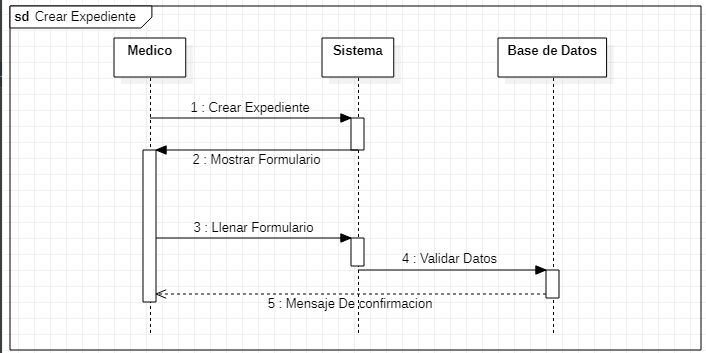 sd Crear Expediente
Medico
Sistema
Base de Datos
1 : Crear Expediente
2 : Mostrar Formulario
3 : Llenar Formulario
4 : Validar Datos
5 : Mensaje De confirmacion